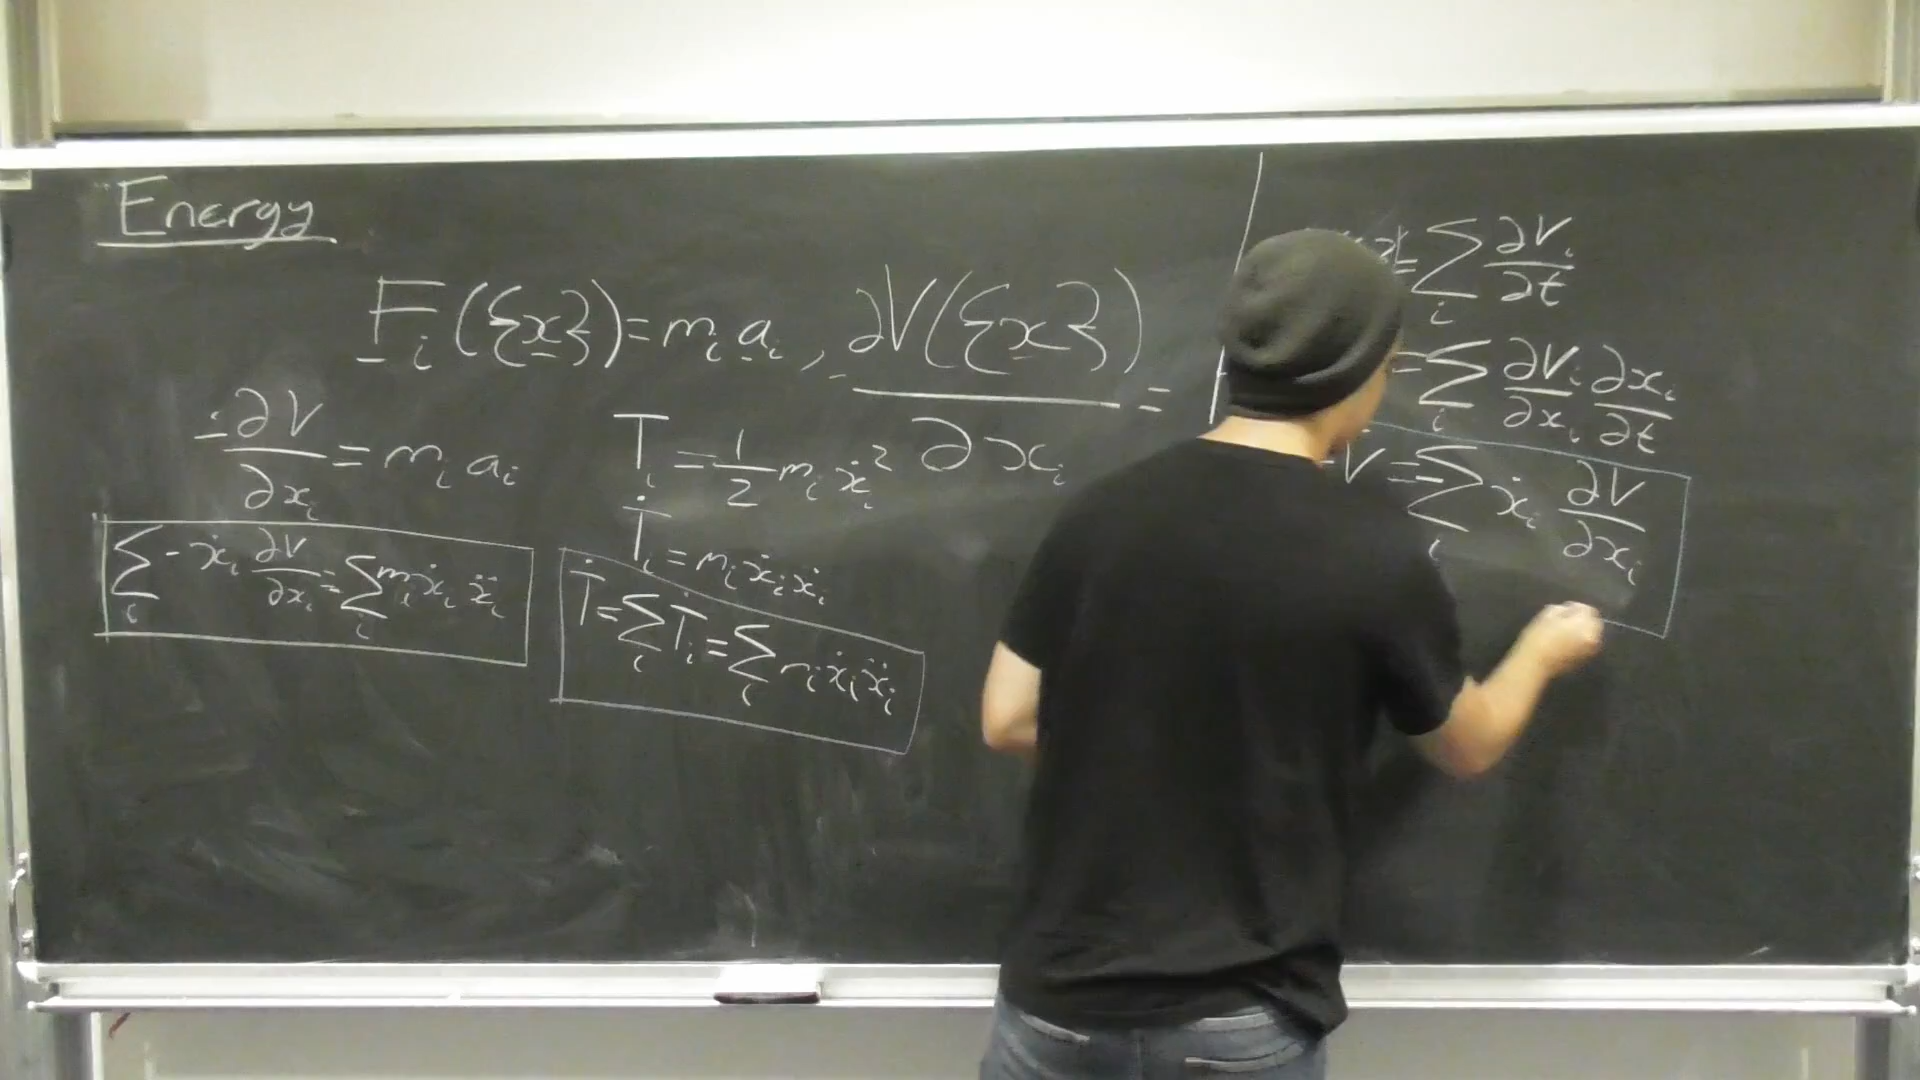 Energy
F_i({x}) = m_i a_i , -∂V({x})/∂x_i =
-∂V/∂x_i = m_i a_i
∑_i -ẋ_i ∂V/∂x_i = ∑_i m_i ẋ_i ẍ_i
T_i = 1/2 m_i ẋ_i²
Ṫ_i = m_i ẋ_i ẍ_i
Ṫ = ∑_i Ṫ_i = ∑_i m_i ẋ_i ẍ_i
= ∑_i ∂V_i/∂t
= ∑_i ∂V_i/∂x_i ∂x_i/∂t
V = ∑_i ẋ_i ∂V/∂x_i